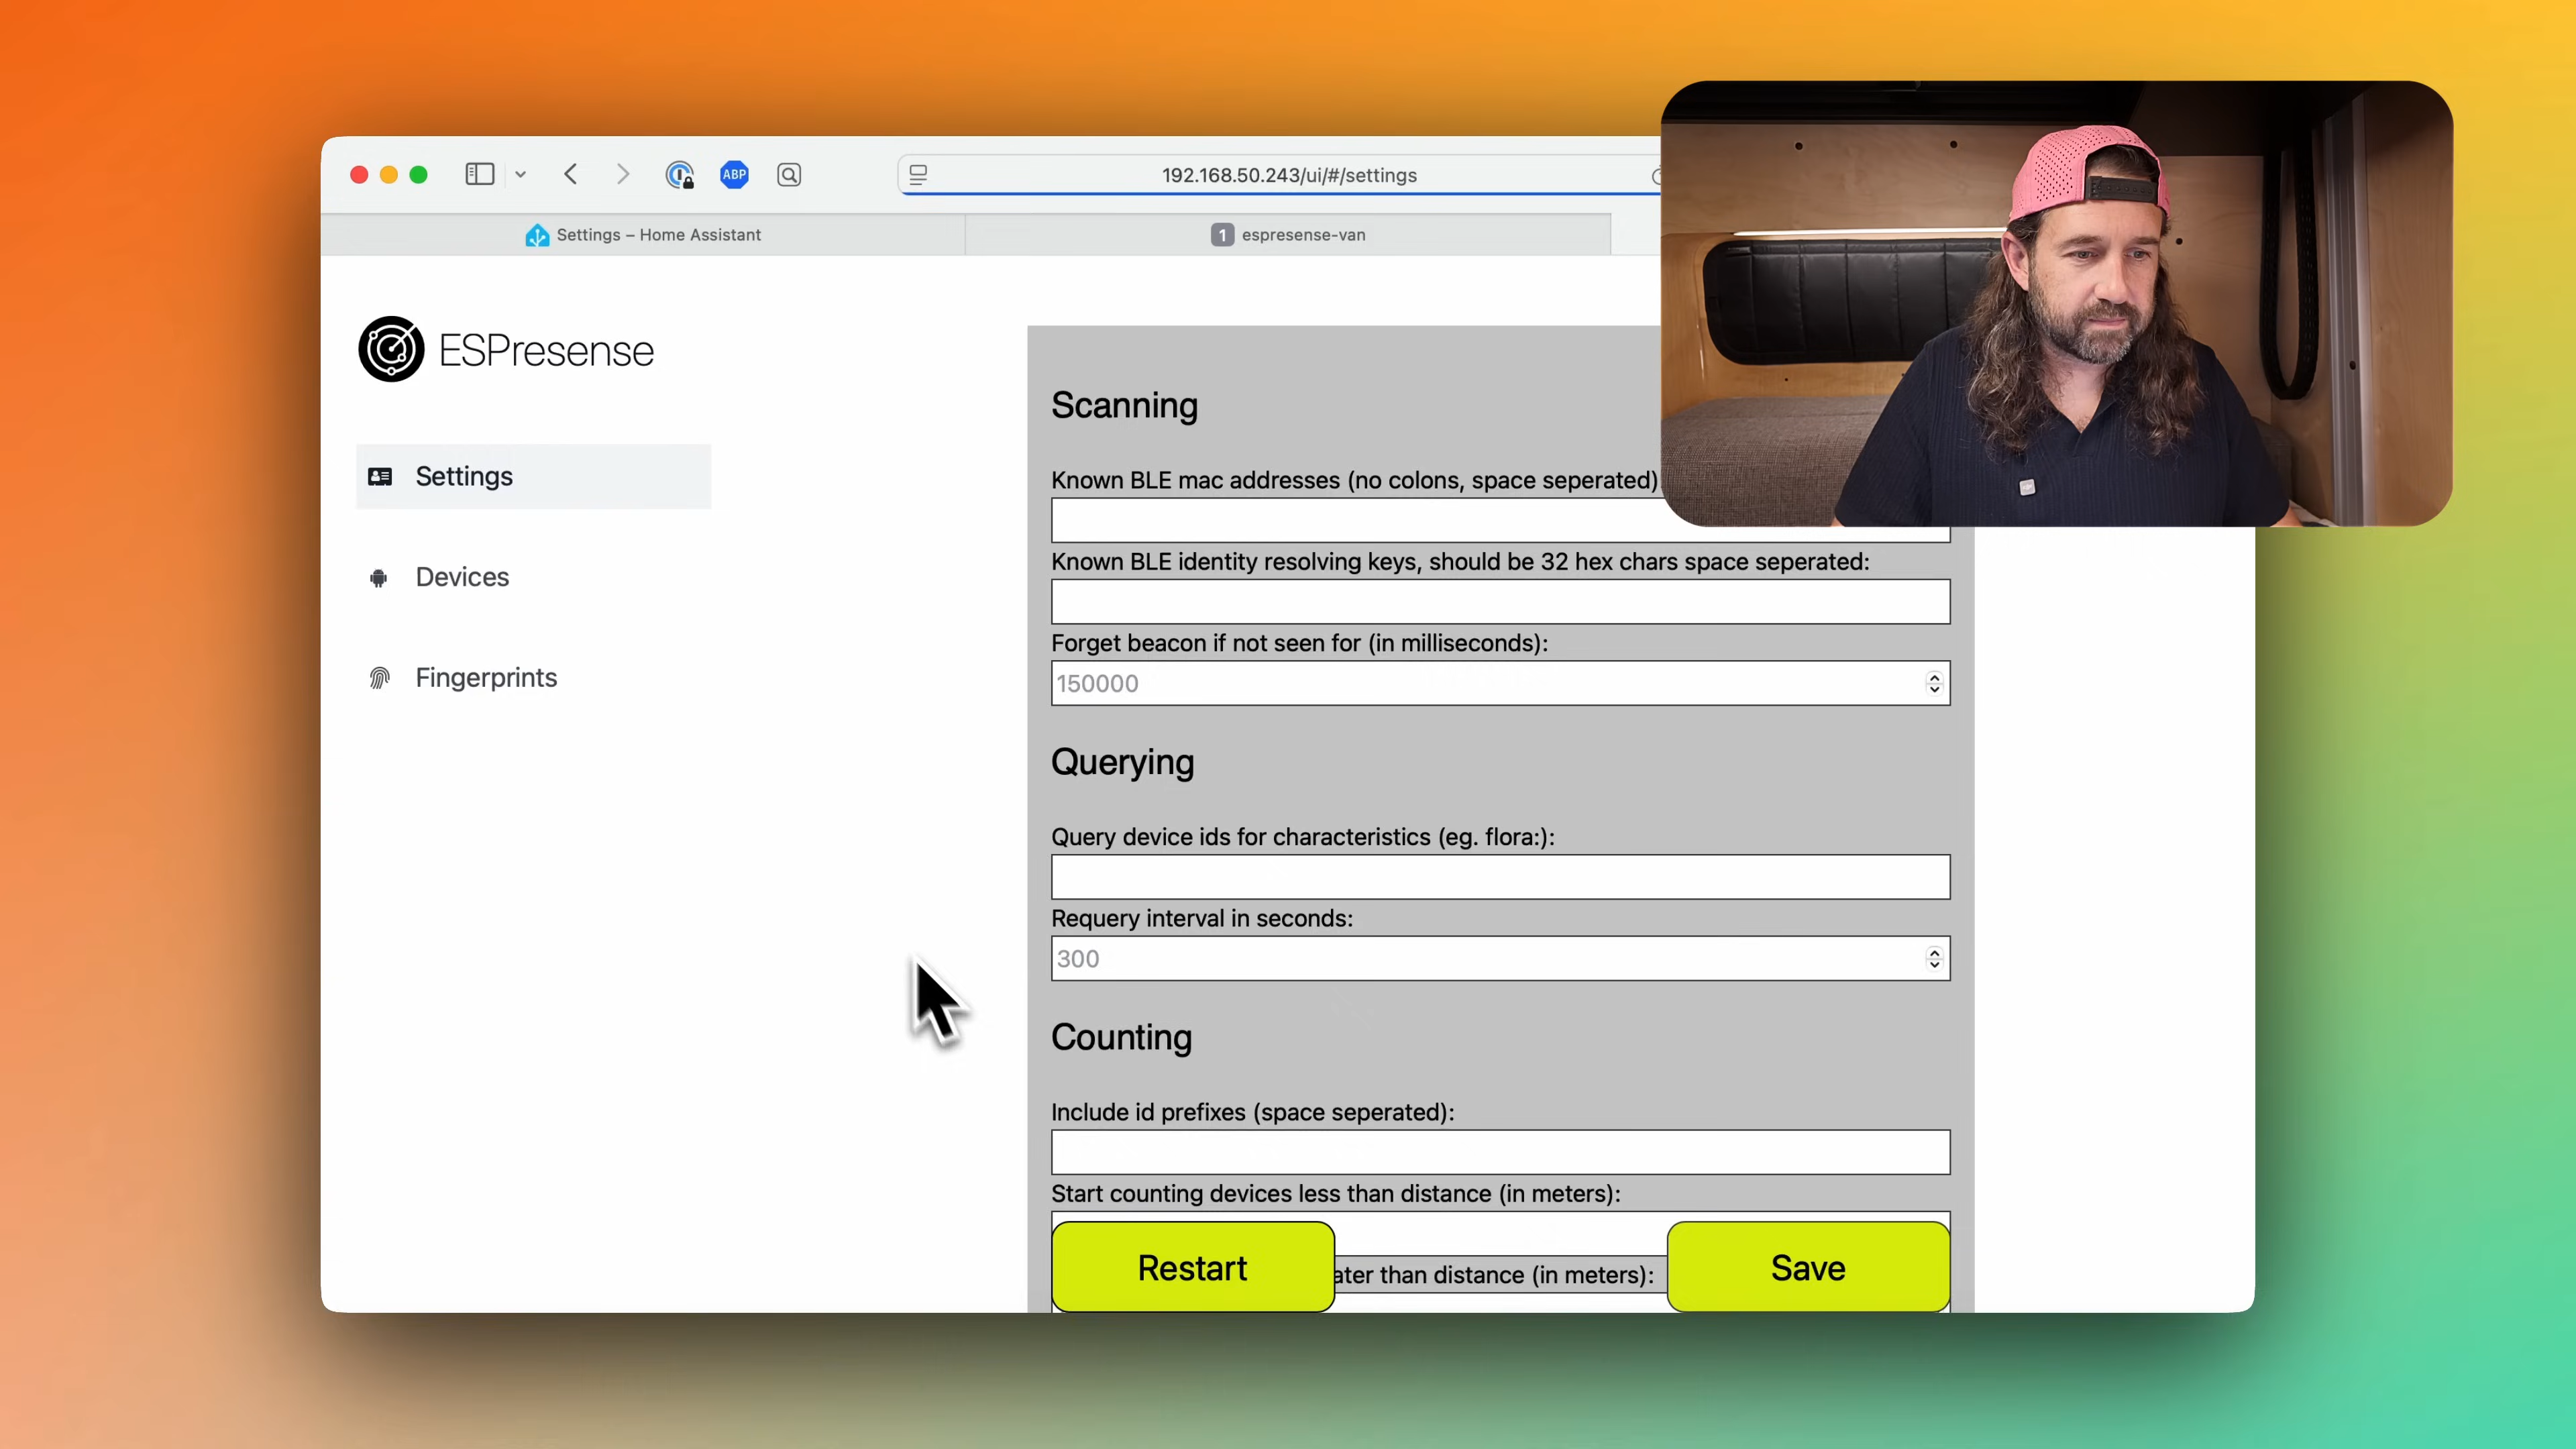 ABP
192.168.50.243/ui/#/settings
Settings – Home Assistant
1 espresense-van
ESPresense
Settings
Devices
Fingerprints
Scanning
Known BLE mac addresses (no colons, space seperated)
Known BLE identity resolving keys, should be 32 hex chars space seperated:
Forget beacon if not seen for (in milliseconds):
150000
Querying
Query device ids for characteristics (eg. flora:):
Requery interval in seconds:
300
Counting
Include id prefixes (space seperated):
Start counting devices less than distance (in meters):
than distance (in meters):
Restart
Save